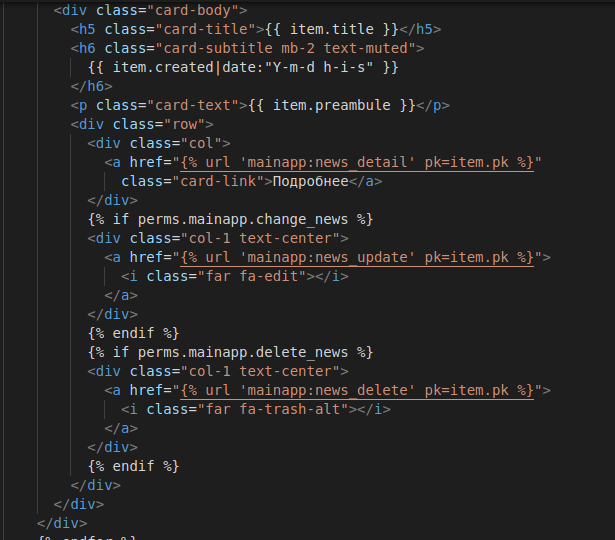 <div class="card-body">
<h5 class="card-title">{{ item.title }}</h5>
<h6 class="card-subtitle mb-2 text-muted">
{{ item.created|date:"Y-m-d h-i-s" }}
</h6>
<p class="card-text">{{ item.preambule }}</p>
<div class="row">
<div class="col">
<a href="{% url 'mainapp:news_detail' pk=item.pk %}"
class="card-link">Подробнее</a>
</div>
{% if perms.mainapp.change_news %}
<div class="col-1 text-center">
<a href="{% url 'mainapp:news_update' pk=item.pk %}">
<i class="far fa-edit"></i>
</a>
</div>
{% endif %}
{% if perms.mainapp.delete_news %}
<div class="col-1 text-center">
<a href="{% url 'mainapp:news_delete' pk=item.pk %}">
<i class="far fa-trash-alt"></i>
</a>
</div>
{% endif %}
</div>
</div>
</div>
{% endfor %}